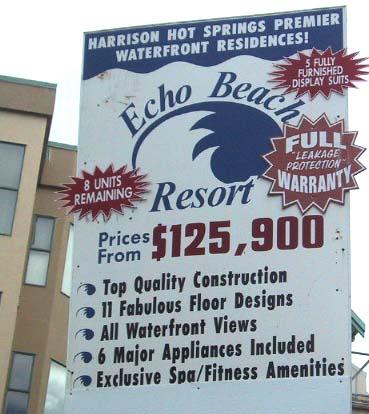 HARRISON HOT SPRINGS PREMIER
WATERFRONT RESIDENCES!
5 FULLY
FURNISHED
DISPLAY SUITS
Echo Beach
Resort
FULL
"LEAKAGE
PROTECTION"
WARRANTY
8 UNITS
REMAINING
Prices
From $125,900
Top Quality Construction
11 Fabulous Floor Designs
All Waterfront Views
6 Major Appliances Included
Exclusive Spa/Fitness Amenities